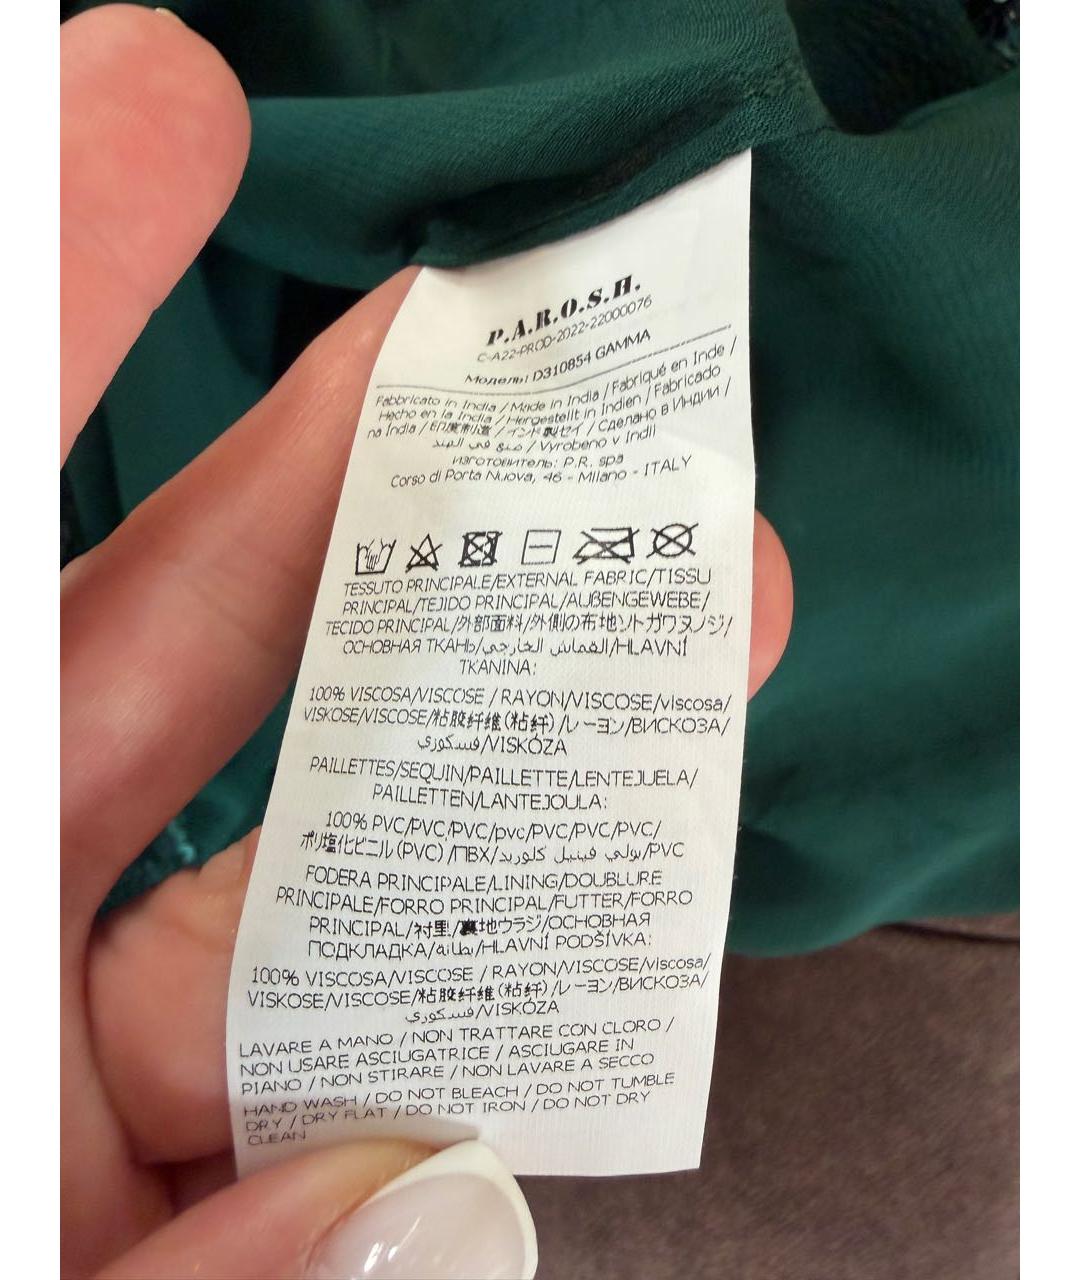 P.A.R.O.S.H.
C-A22-PROD-2022-22000076
Модель: D310854 GAMMA
Fabbricato in India / Made in India / Fabriqué en Inde /
Hecho en la India / Hergestellt in Indien / Fabricado
na India / 印度制造 / インド製セイ / Сделано в Индии /
صنع في الهند / Vyrobeno v Indii
изготовитель: P.R. spa
Corso di Porta Nuova, 46 - Milano - ITALY
TESSUTO PRINCIPALE/EXTERNAL FABRIC/TISSU
PRINCIPAL/TEJIDO PRINCIPAL/AUßENGEWEBE/
TECIDO PRINCIPAL/外部面料/外側の布地ソトガワヌノジ/
ОСНОВНАЯ ТКАНЬ/القماش الخارجي/HLAVNÍ
TKANINA:
100% VISCOSA/VISCOSE / RAYON/VISCOSE/viscosa/
VISKOSE/VISCOSE/粘胶纤维(粘纤)/レーヨン/ВИСКОЗА/
فسكوزي/VISKÓZA
PAILLETTES/SEQUIN/PAILLETTE/LENTEJUELA/
PAILLETTEN/LANTEJOULA:
100% PVC/PVC/PVC/pvc/PVC/PVC/PVC/
ポリ塩化ビニル(PVC)/ПВХ/بولي فينيل كلوريد/PVC
FODERA PRINCIPALE/LINING/DOUBLURE
PRINCIPALE/FORRO PRINCIPAL/FUTTER/FORRO
PRINCIPAL/衬里/裏地ウラジ/ОСНОВНАЯ
ПОДКЛАДКА/بطانة/HLAVNÍ PODŠÍVKA:
100% VISCOSA/VISCOSE / RAYON/VISCOSE/viscosa/
VISKOSE/VISCOSE/粘胶纤维(粘纤)/レーヨン/ВИСКОЗА/
فسكوزي/VISKÓZA
LAVARE A MANO / NON TRATTARE CON CLORO /
NON USARE ASCIUGATRICE / ASCIUGARE IN
PIANO / NON STIRARE / NON LAVARE A SECCO
HAND WASH / DO NOT BLEACH / DO NOT TUMBLE
DRY / DRY FLAT / DO NOT IRON / DO NOT DRY
CLEAN